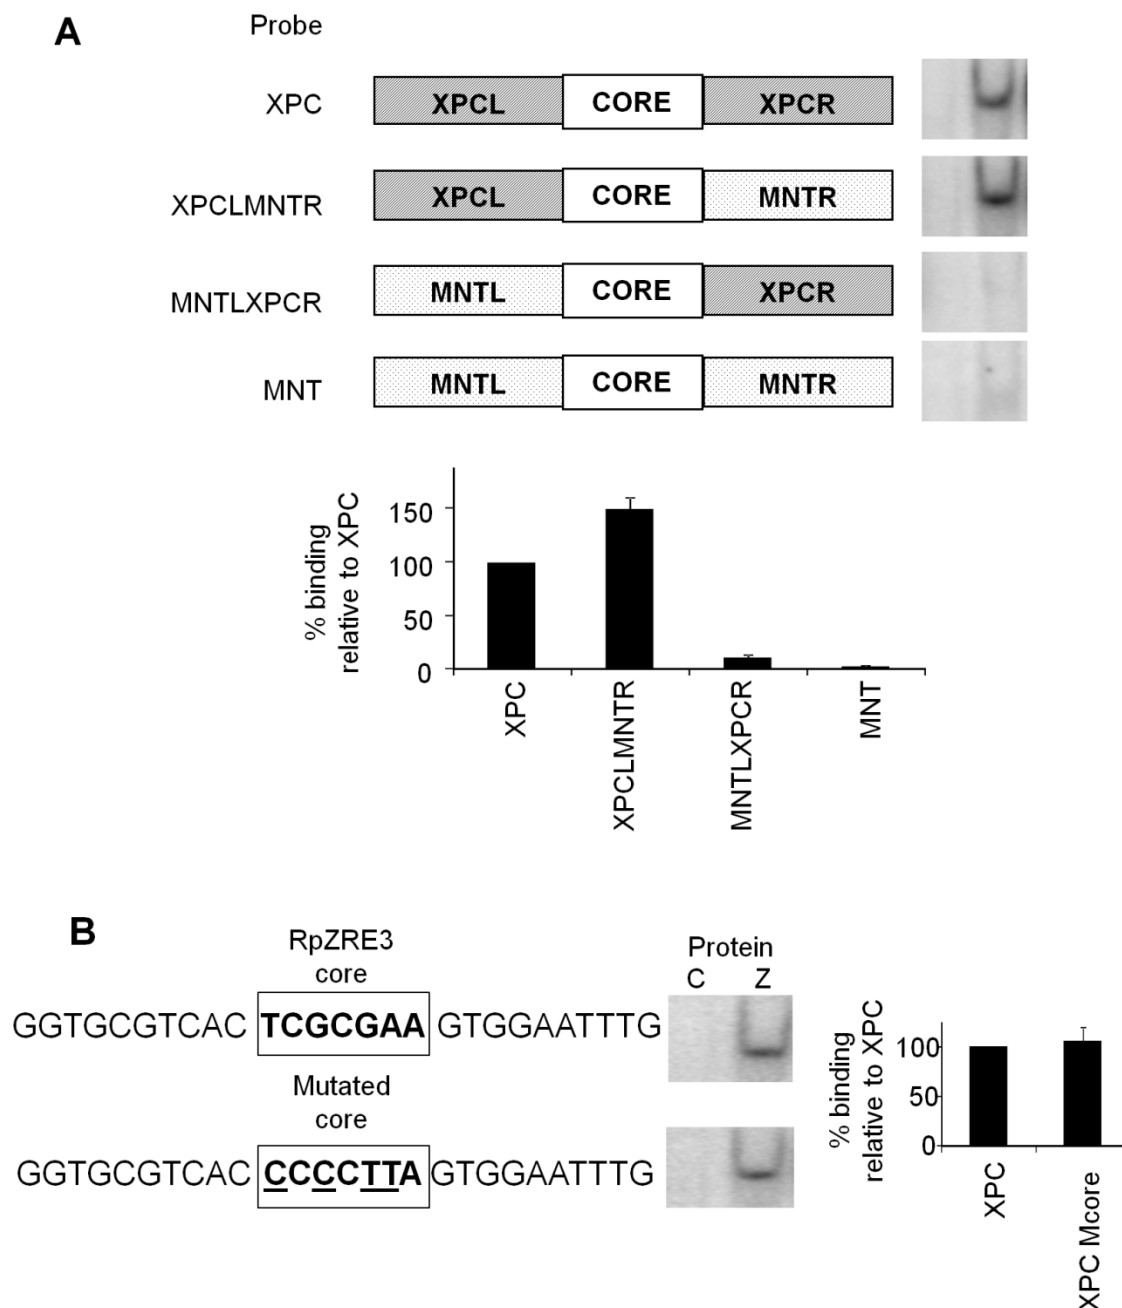 A
Probe
XPC XPCL CORE XPCR
XPCLMNTR XPCL CORE MNTR
MNTLXPCR MNTL CORE XPCR
MNT MNTL CORE MNTR
% binding
relative to XPC
150
100
50
0
XPC
XPCLMNTR
MNTLXPCR
MNT
B
RpZRE3
core
GGTGCGTCAC TCGCGAA GTGGAATTTG
Mutated
core
GGTGCGTCAC CCCCTTA GTGGAATTTG
Protein
C Z
% binding
relative to XPC
100
50
0
XPC
XPC Mcore